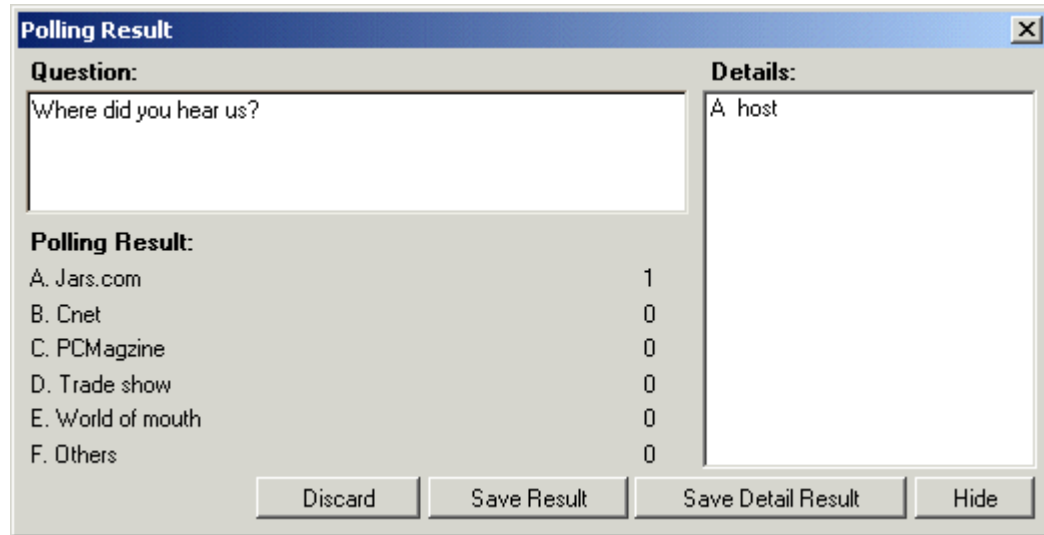 Polling Result
Question:
Where did you hear us?
Details:
A host
Polling Result:
A. Jars.com 1
B. Cnet 0
C. PCMagzine 0
D. Trade show 0
E. World of mouth 0
F. Others 0
Discard Save Result Save Detail Result Hide